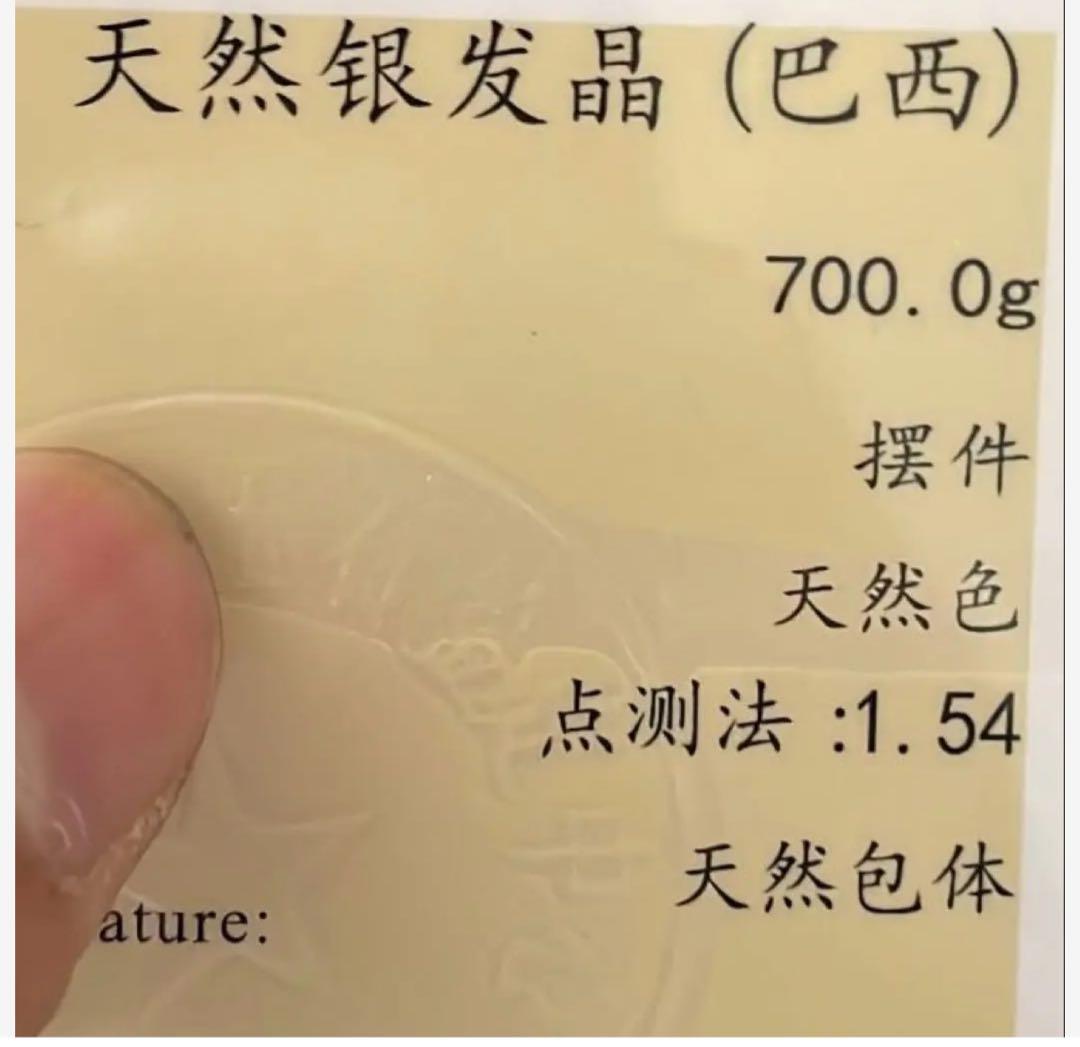 天然银发晶(巴西)
700.0g
摆件
天然色
点测法:1.54
天然包体
ature: